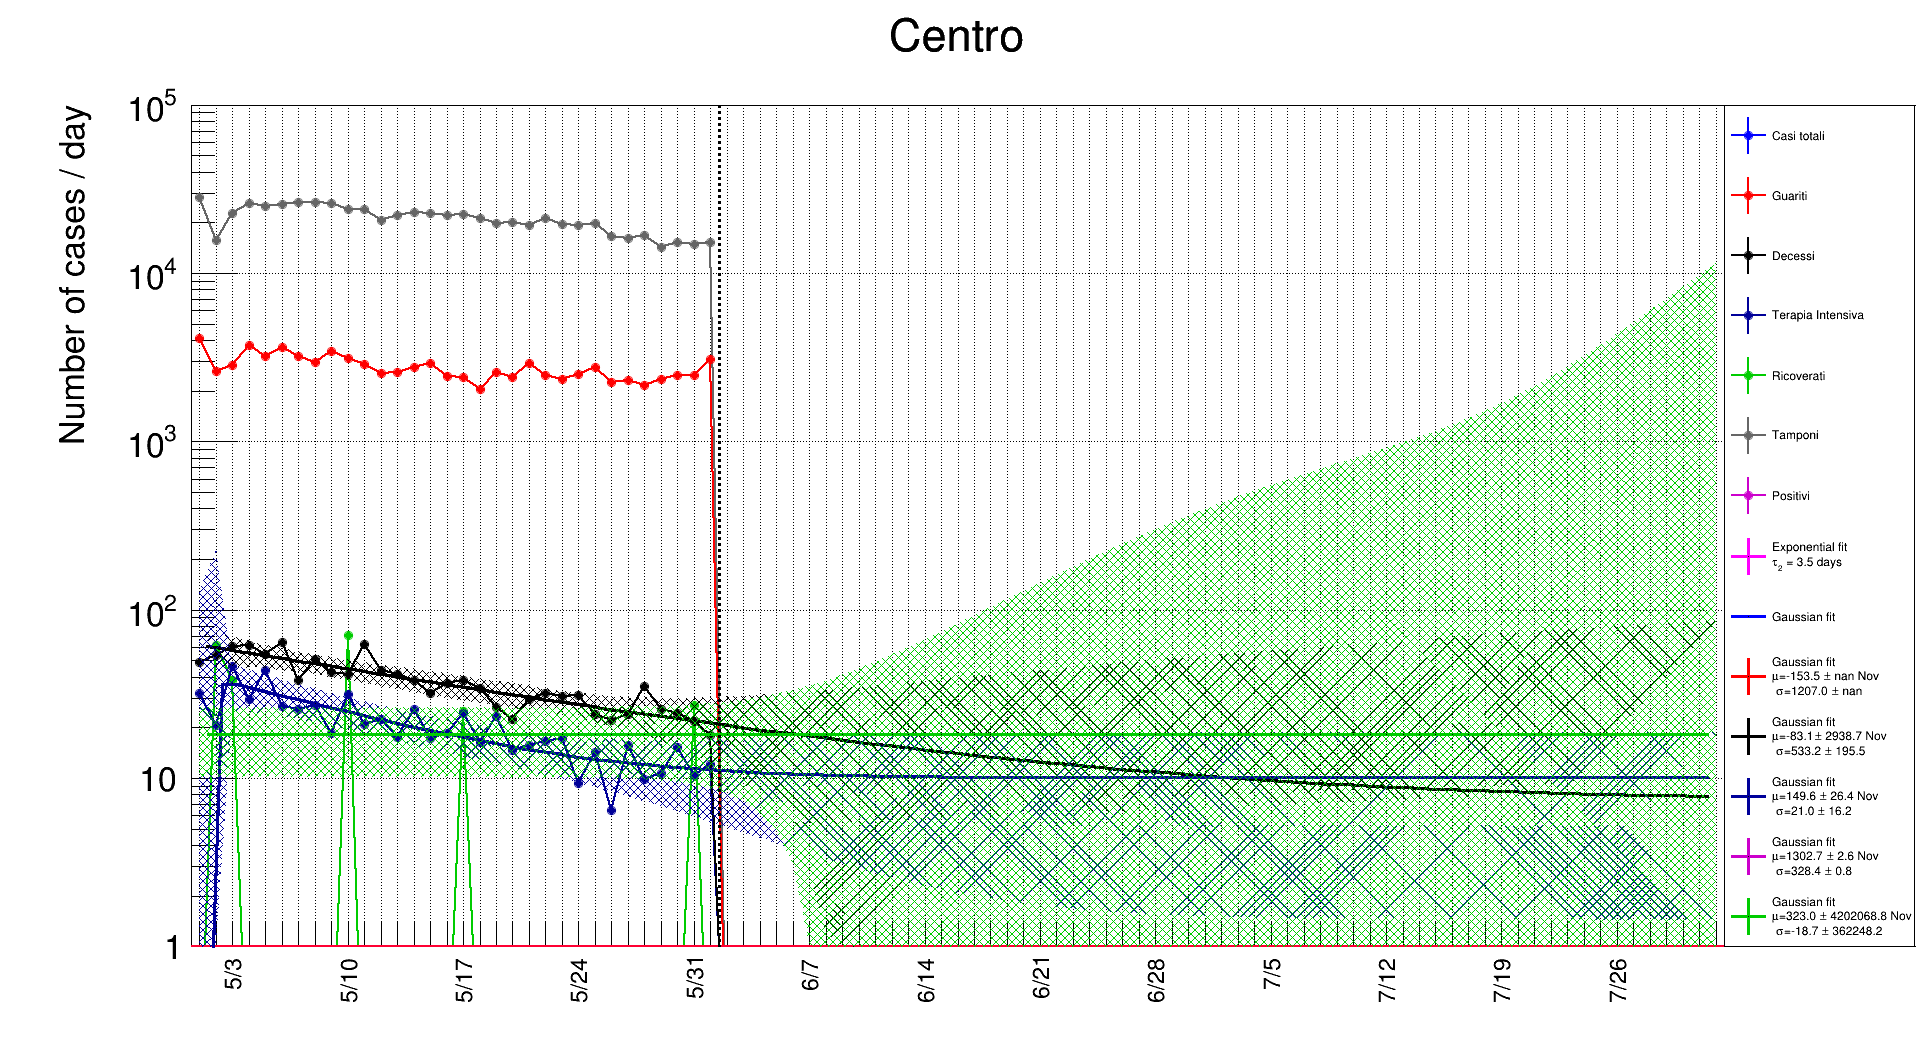 Centro
Number of cases / day
10^5
10^4
10^3
10^2
10
1
5/3
5/10
5/17
5/24
5/31
6/7
6/14
6/21
6/28
7/5
7/12
7/19
7/26
Casi totali
Guariti
Decessi
Terapia Intensiva
Ricoverati
Tamponi
Positivi
Exponential fit
τ₂ = 3.5 days
Gaussian fit
Gaussian fit
μ=-153.5 ± nan Nov
σ=1207.0 ± nan
Gaussian fit
μ=-83.1 ± 2938.7 Nov
σ=533.2 ± 195.5
Gaussian fit
μ=149.6 ± 26.4 Nov
σ=21.0 ± 16.2
Gaussian fit
μ=1302.7 ± 2.6 Nov
σ=328.4 ± 0.8
Gaussian fit
μ=323.0 ± 4202068.8 Nov
σ=-18.7 ± 362248.2